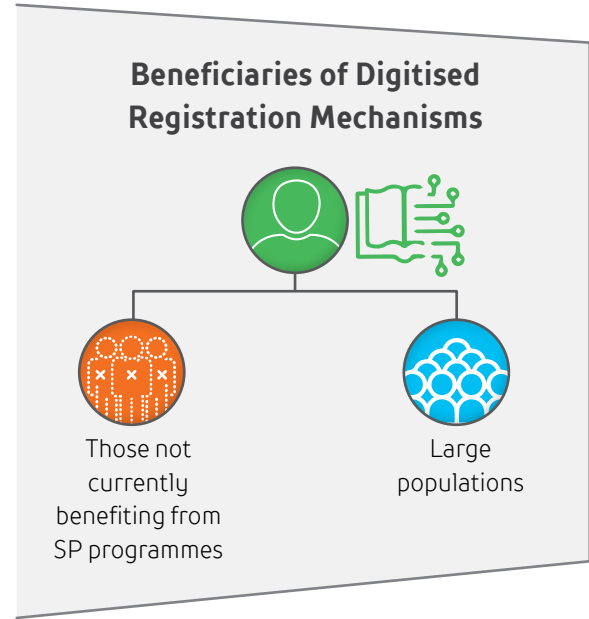 Beneficiaries of Digitised
Registration Mechanisms
Those not
currently
benefiting from
SP programmes
Large
populations